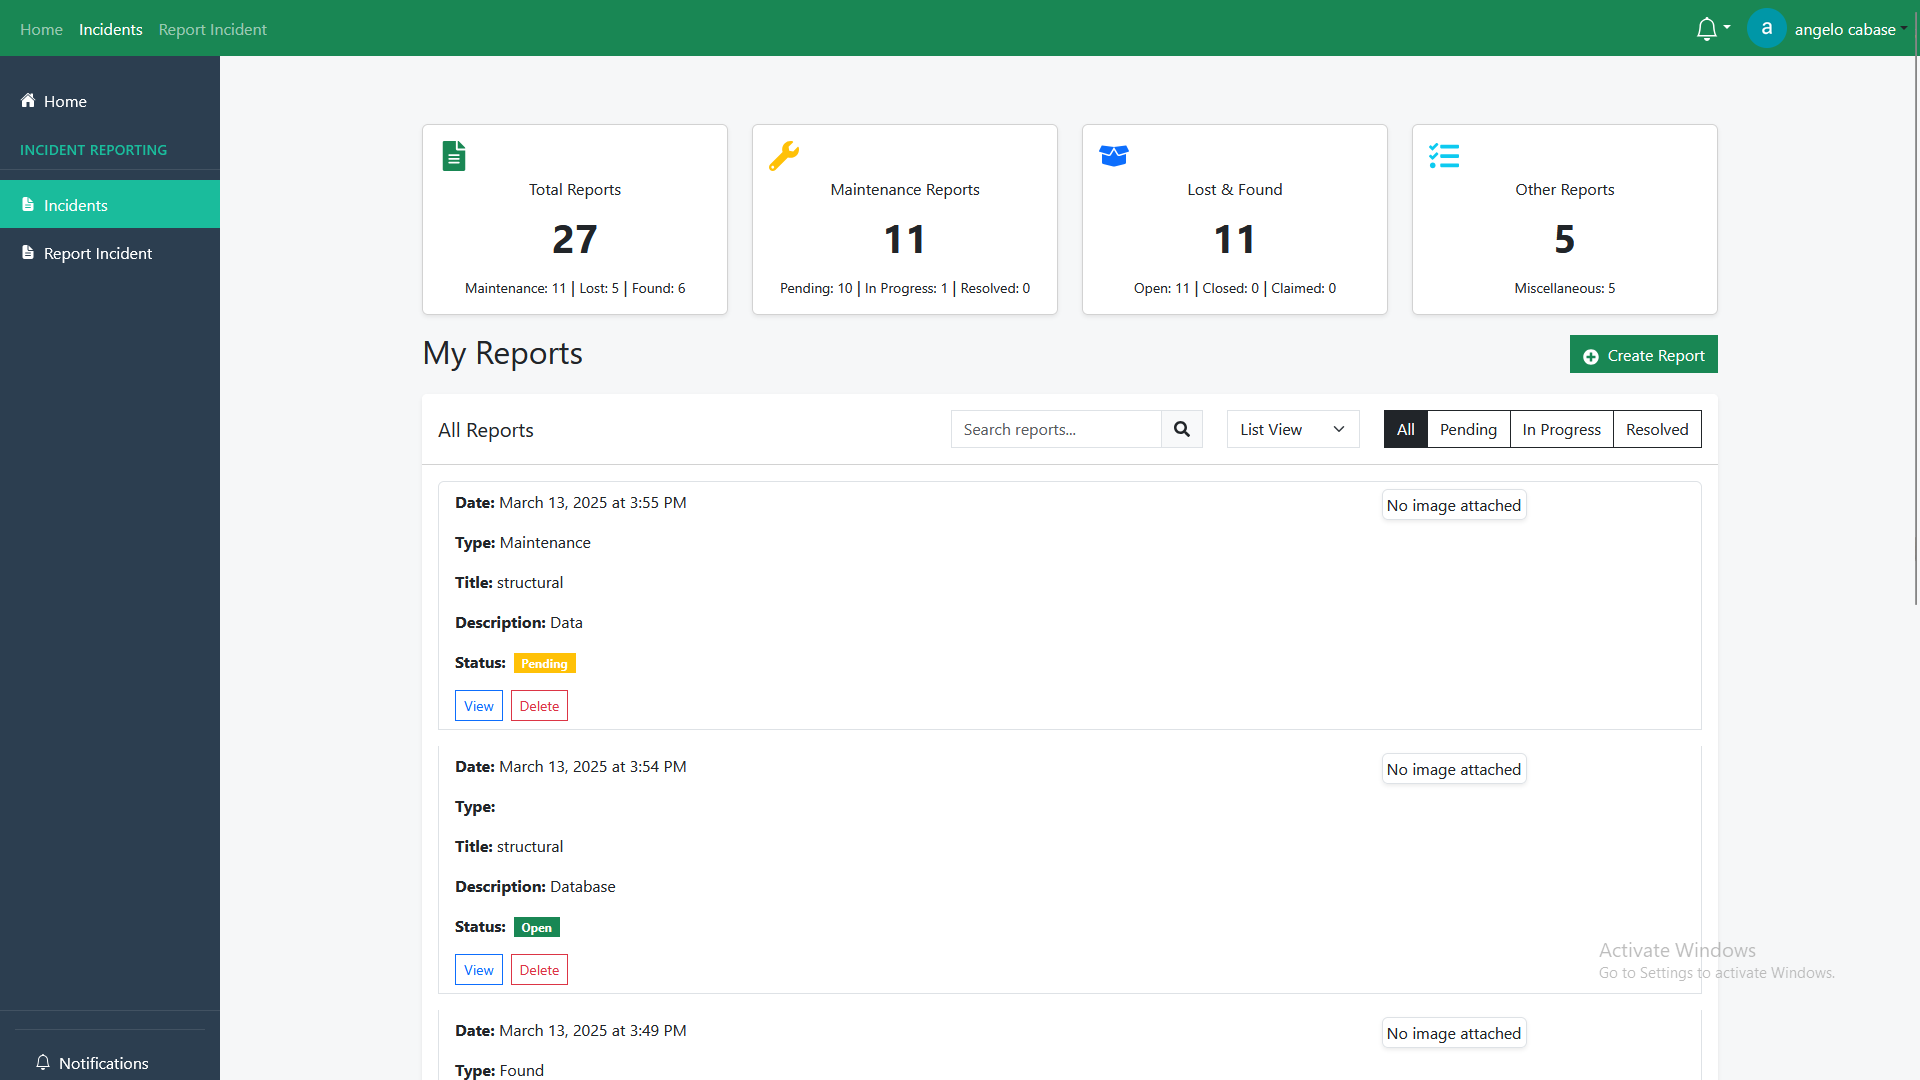 Home Incidents Report Incident
a angelo cabase
Home
INCIDENT REPORTING
Incidents
Report Incident
Total Reports
27
Maintenance: 11 | Lost: 5 | Found: 6
Maintenance Reports
11
Pending: 10 | In Progress: 1 | Resolved: 0
Lost & Found
11
Open: 11 | Closed: 0 | Claimed: 0
Other Reports
5
Miscellaneous: 5
My Reports
Create Report
All Reports
Search reports...
List View
All Pending In Progress Resolved
Date: March 13, 2025 at 3:55 PM
No image attached
Type: Maintenance
Title: structural
Description: Data
Status: Pending
View Delete
Date: March 13, 2025 at 3:54 PM
No image attached
Type:
Title: structural
Description: Database
Status: Open
View Delete
Date: March 13, 2025 at 3:49 PM
No image attached
Type: Found
Activate Windows
Go to Settings to activate Windows.
Notifications